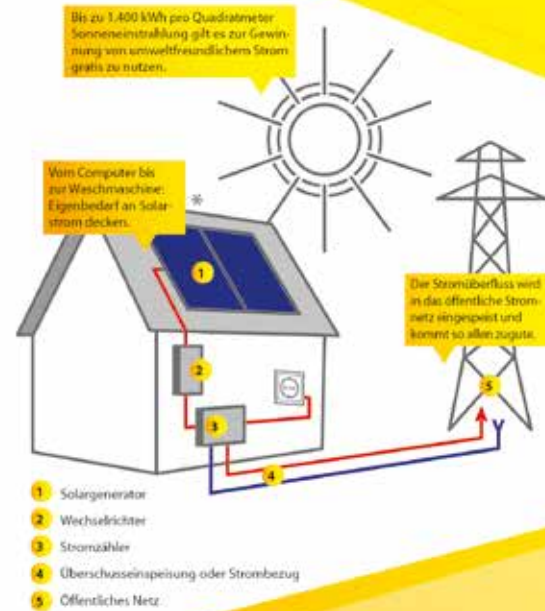 Bis zu 1.400 kWh pro Quadratmeter
Sonneneinstrahlung gilt es zur Gewin-
nung von umweltfreundlichem Strom
gratis zu nutzen.
Vom Computer bis
zur Waschmaschine:
Eigenbedarf an Solar-
strom decken.
*
Der Stromüberfluss wird
in das öffentliche Strom-
netz eingespeist und
kommt so allen zugute.
1
2
3
4
5
1 Solargenerator
2 Wechselrichter
3 Stromzähler
4 Überschusseinspeisung oder Strombezug
5 Öffentliches Netz